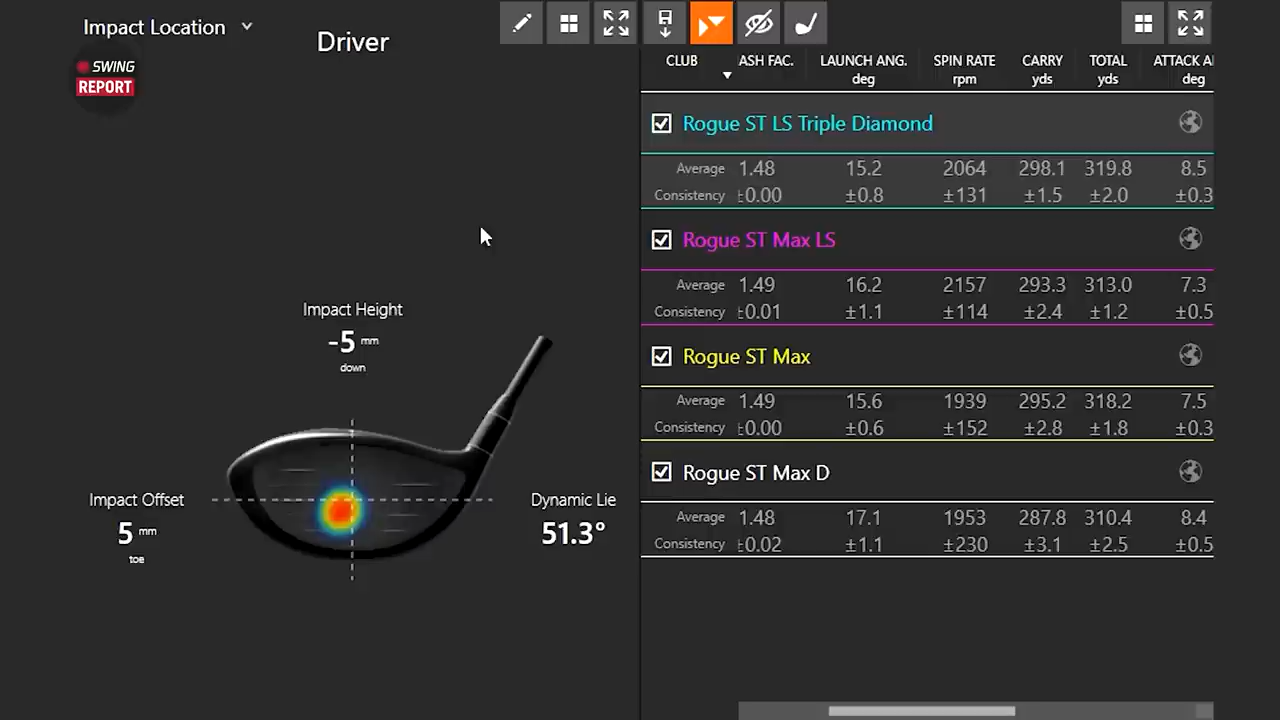 Impact Location
Driver
SWING
REPORT
Impact Height
-5 mm
down
Impact Offset
5 mm
toe
Dynamic Lie
51.3°
CLUB ASH FAC. LAUNCH ANG. SPIN RATE CARRY TOTAL ATTACK A
deg rpm yds yds deg
Rogue ST LS Triple Diamond
Average 1.48 15.2 2064 298.1 319.8 8.5
Consistency ±0.00 ±0.8 ±131 ±1.5 ±2.0 ±0.3
Rogue ST Max LS
Average 1.49 16.2 2157 293.3 313.0 7.3
Consistency ±0.01 ±1.1 ±114 ±2.4 ±1.2 ±0.5
Rogue ST Max
Average 1.49 15.6 1939 295.2 318.2 7.5
Consistency ±0.00 ±0.6 ±152 ±2.8 ±1.8 ±0.3
Rogue ST Max D
Average 1.48 17.1 1953 287.8 310.4 8.4
Consistency ±0.02 ±1.1 ±230 ±3.1 ±2.5 ±0.5